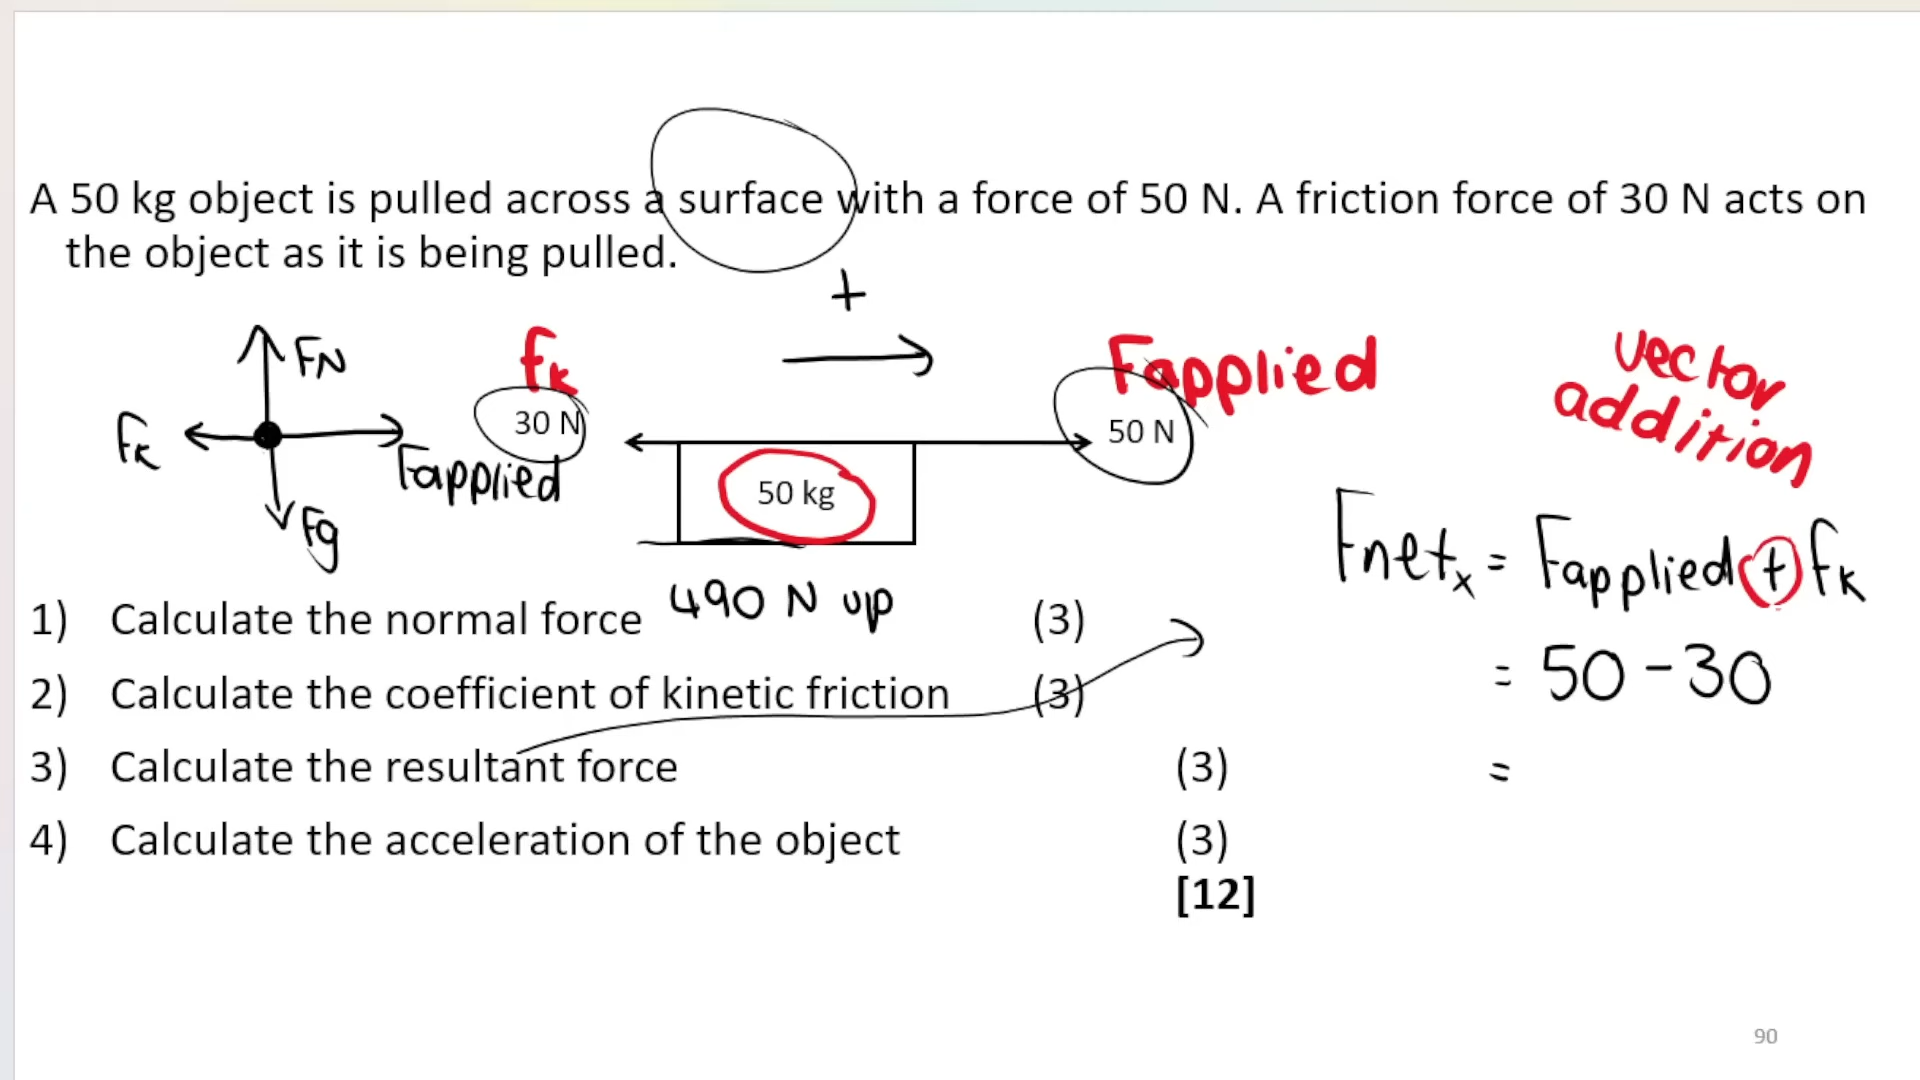 A 50 kg object is pulled across a surface with a force of 50 N. A friction force of 30 N acts on
the object as it is being pulled.
+
FN
fk
Fapplied
vector
addition
fk
30 N
50 N
Fapplied
50 kg
Fg
Fnetx = Fapplied + fk
490 N up
1) Calculate the normal force (3)
= 50 - 30
2) Calculate the coefficient of kinetic friction (3)
3) Calculate the resultant force (3)
=
4) Calculate the acceleration of the object (3)
[12]
90